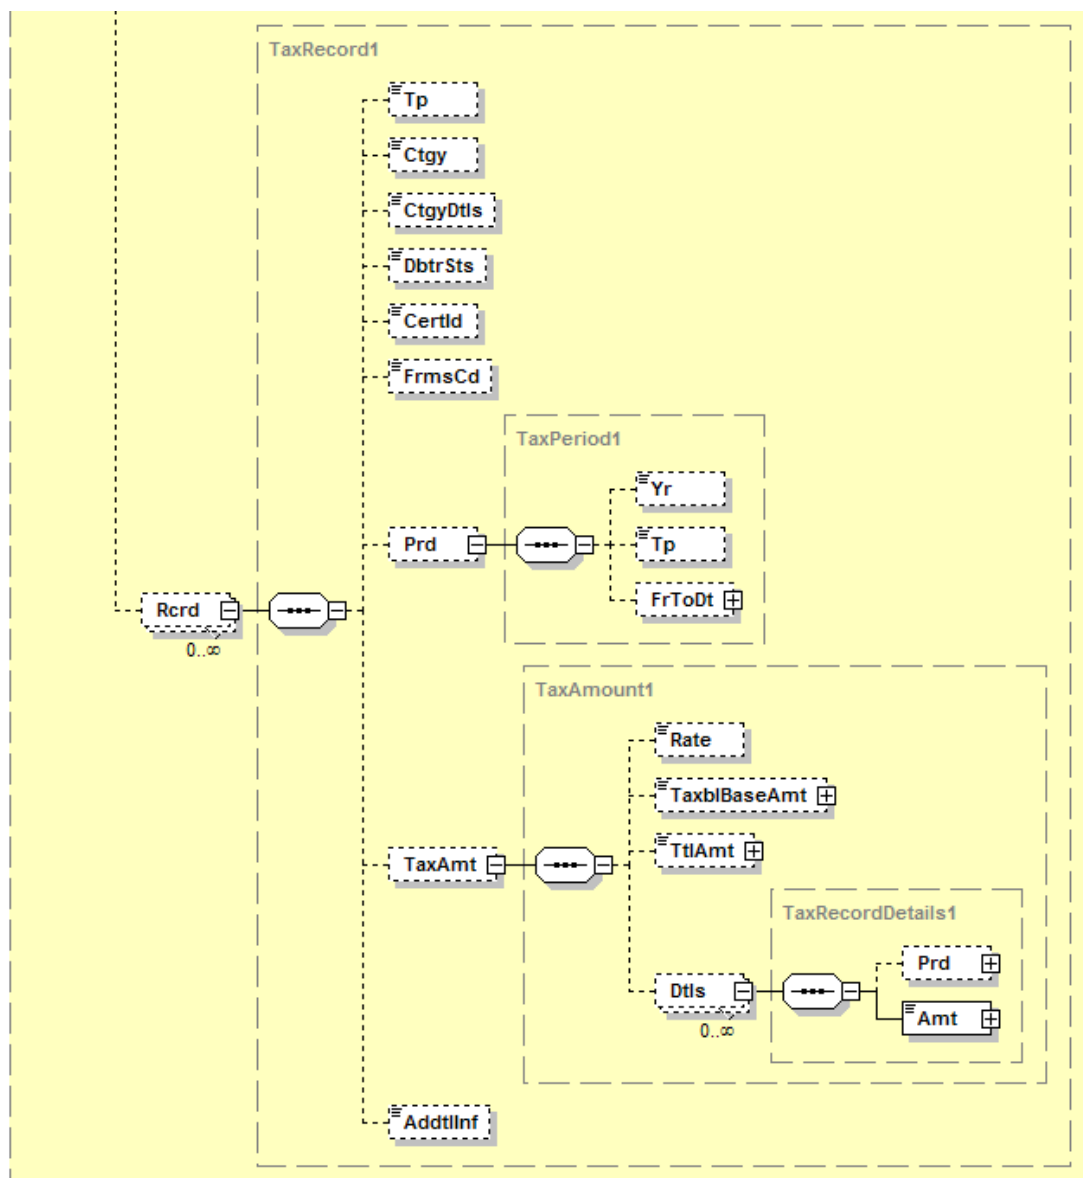 TaxRecord1
Tp
Ctgy
CtgyDtls
DbtrSts
CertId
FrmsCd
TaxPeriod1
Yr
Prd
Tp
FrToDt
Rcrd
0..∞
TaxAmount1
Rate
TaxblBaseAmt
TtlAmt
TaxAmt
TaxRecordDetails1
Prd
Dtls
0..∞
Amt
AddtlInf